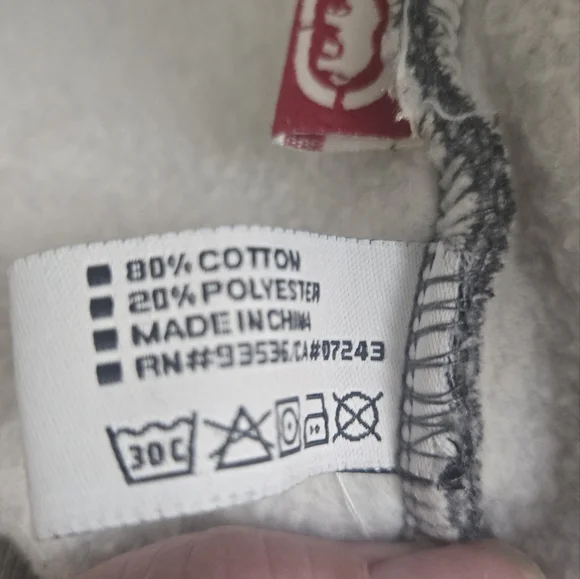 80% COTTON
20% POLYESTER
MADE IN CHINA
RN#93536/CA#07243
30C